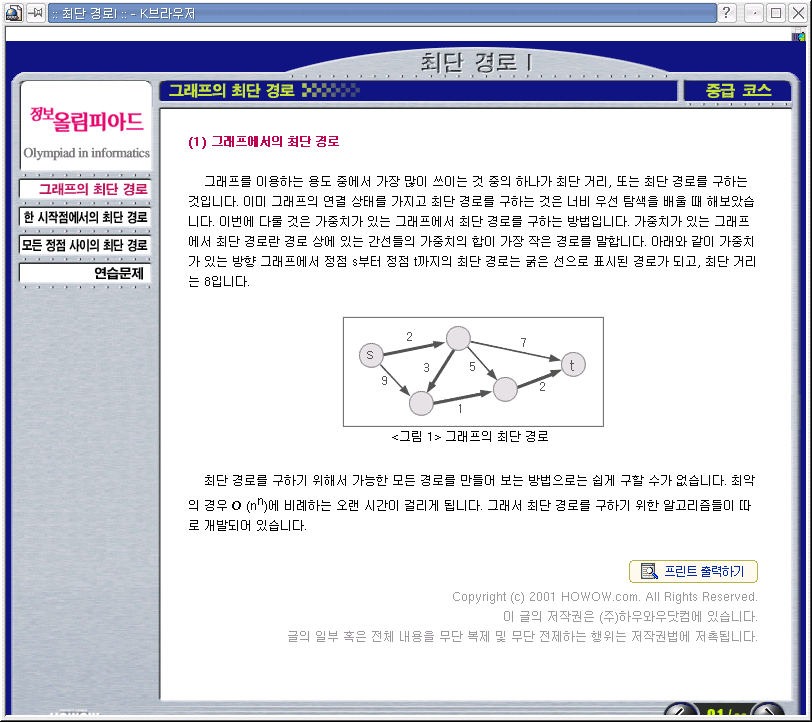 :: 최단 경로I :: - K브라우저
최단 경로 I
그래프의 최단 경로
중급 코스
정보올림피아드
Olympiad in informatics
그래프의 최단 경로
한 시작점에서의 최단 경로
모든 정점 사이의 최단 경로
연습문제
(1) 그래프에서의 최단 경로
그래프를 이용하는 용도 중에서 가장 많이 쓰이는 것 중의 하나가 최단 거리, 또는 최단 경로를 구하는
것입니다. 이미 그래프의 연결 상태를 가지고 최단 경로를 구하는 것은 너비 우선 탐색을 배울 때 해보았습
니다. 이번에 다룰 것은 가중치가 있는 그래프에서 최단 경로를 구하는 방법입니다. 가중치가 있는 그래프
에서 최단 경로란 경로 상에 있는 간선들의 가중치의 합이 가장 작은 경로를 말합니다. 아래와 같이 가중치
가 있는 방향 그래프에서 정점 s부터 정점 t까지의 최단 경로는 굵은 선으로 표시된 경로가 되고, 최단 거리
는 8입니다.
2
7
s
3
5
t
9
2
1
<그림 1> 그래프의 최단 경로
최단 경로를 구하기 위해서 가능한 모든 경로를 만들어 보는 방법으로는 쉽게 구할 수가 없습니다. 최악
의 경우 O (nⁿ)에 비례하는 오랜 시간이 걸리게 됩니다. 그래서 최단 경로를 구하기 위한 알고리즘들이 따
로 개발되어 있습니다.
프린트 출력하기
Copyright (c) 2001 HOWOW.com. All Rights Reserved.
이 글의 저작권은 (주)하우와우닷컴에 있습니다.
글의 일부 혹은 전체 내용을 무단 복제 및 무단 전제하는 행위는 저작권법에 저촉됩니다.